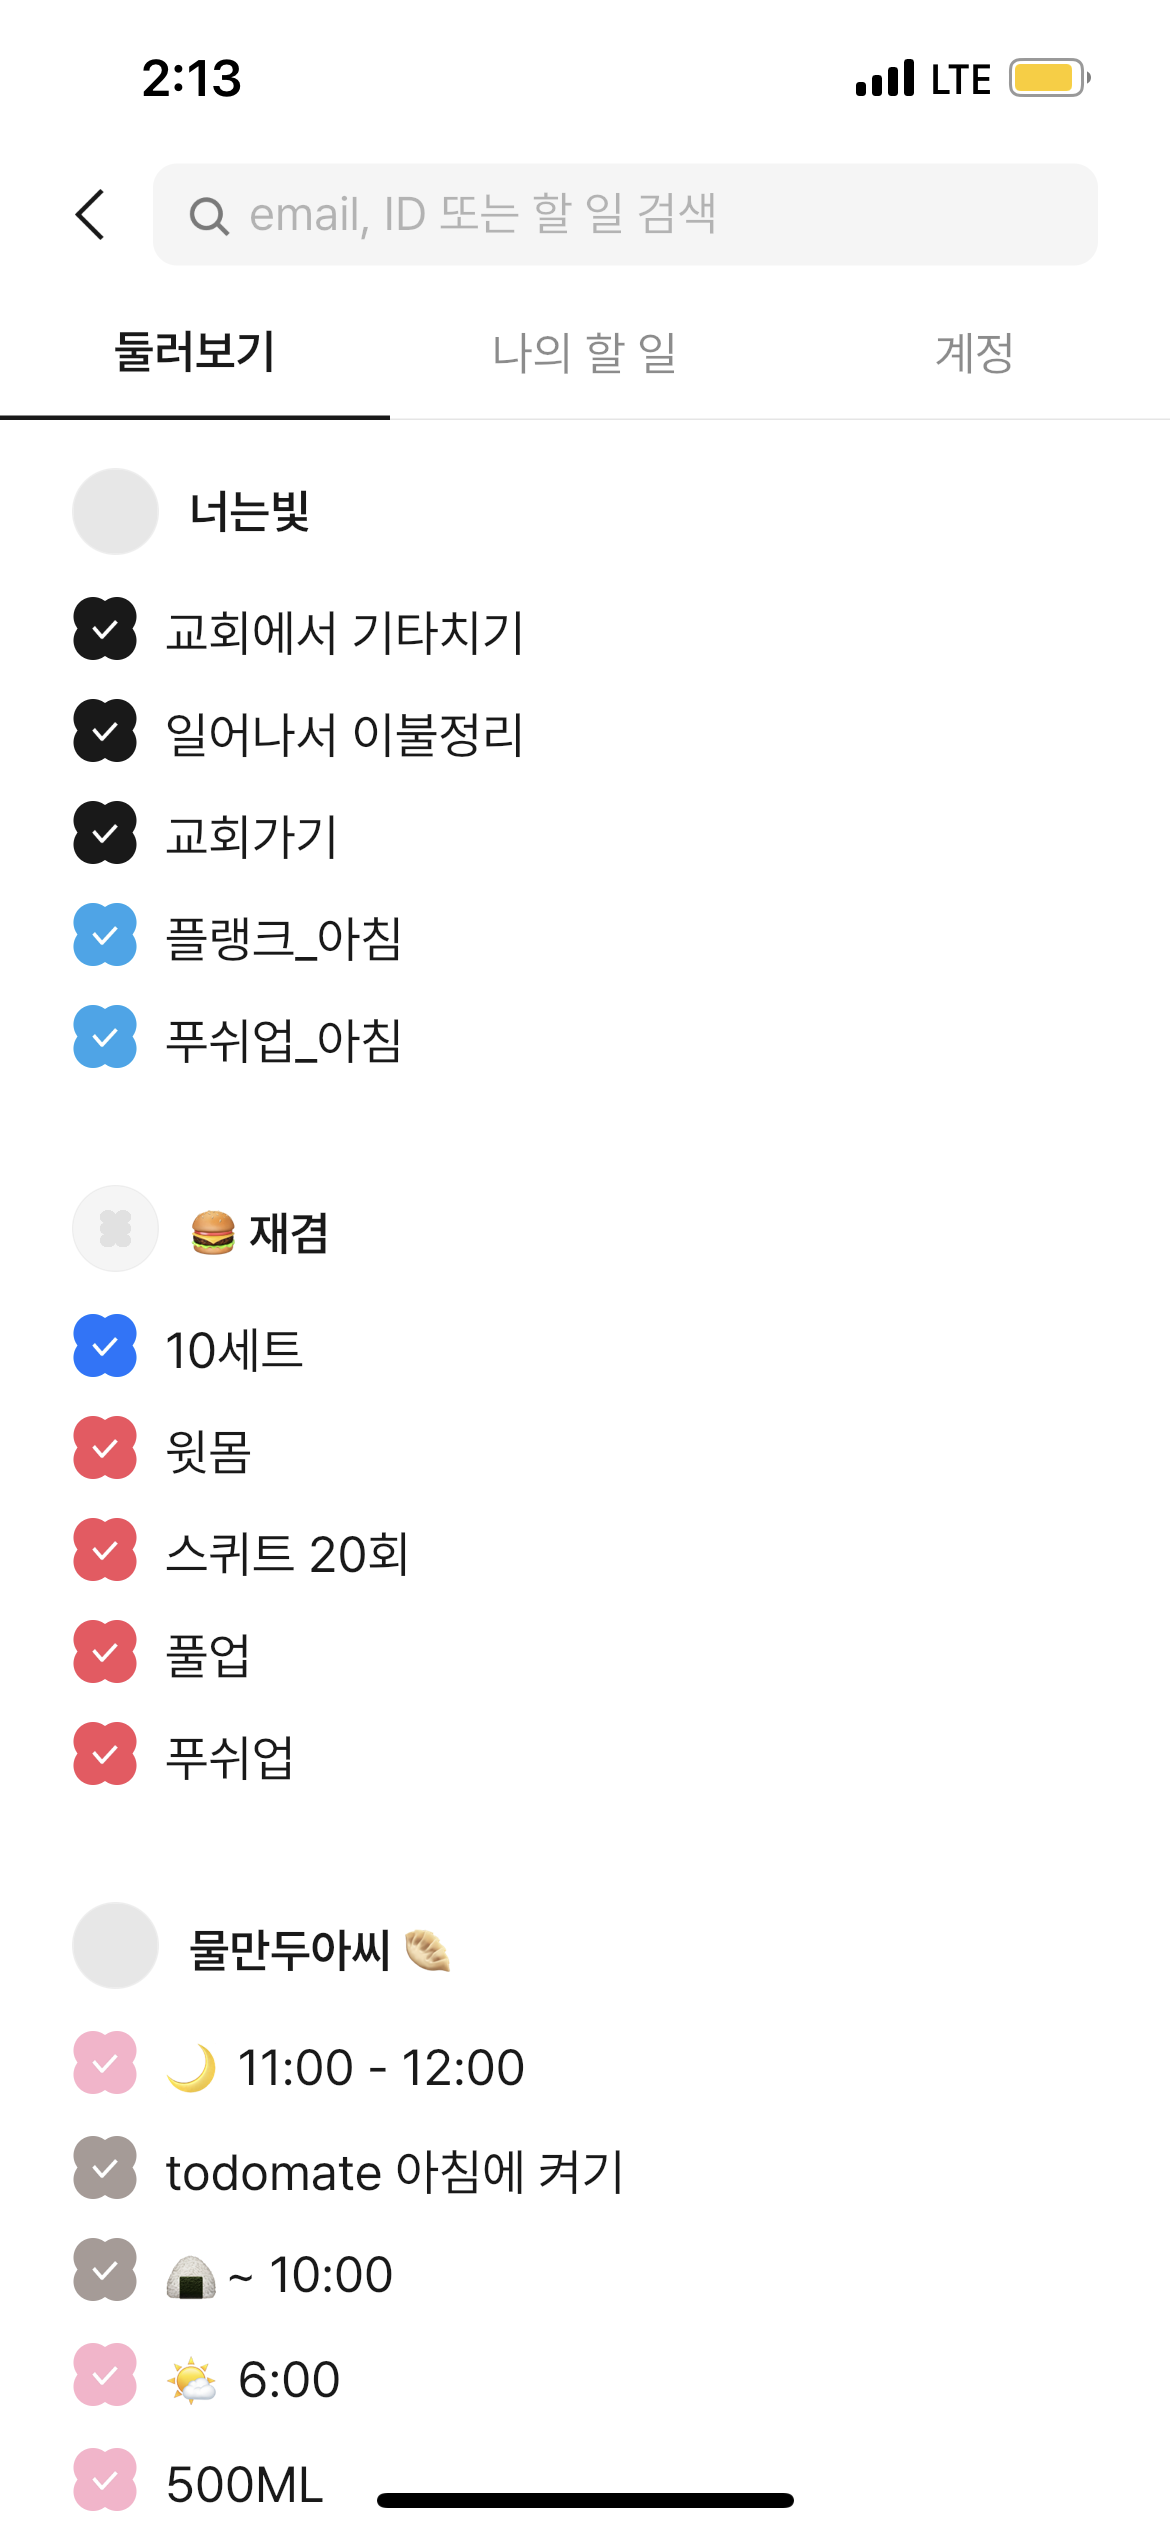 2:13 LTE
email, ID 또는 할 일 검색
둘러보기 나의 할 일 계정
너는빛
교회에서 기타치기
일어나서 이불정리
교회가기
플랭크_아침
푸쉬업_아침
🍔 재겸
10세트
윗몸
스퀴트 20회
풀업
푸쉬업
물만두아씨 🥟
🌙 11:00 - 12:00
todomate 아침에 켜기
🍙 ~ 10:00
🌤️ 6:00
500ML